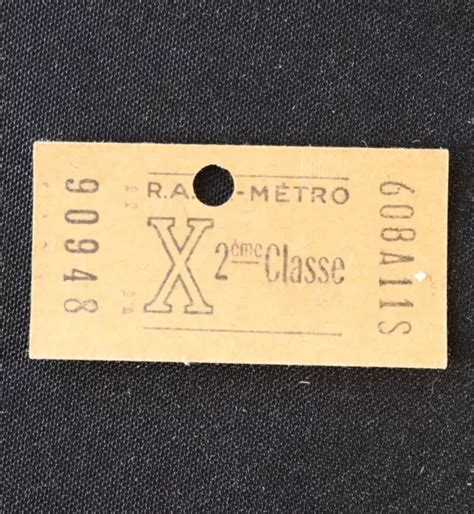 90948
R.A. -MÉTRO
X 2ème Classe
608A11S